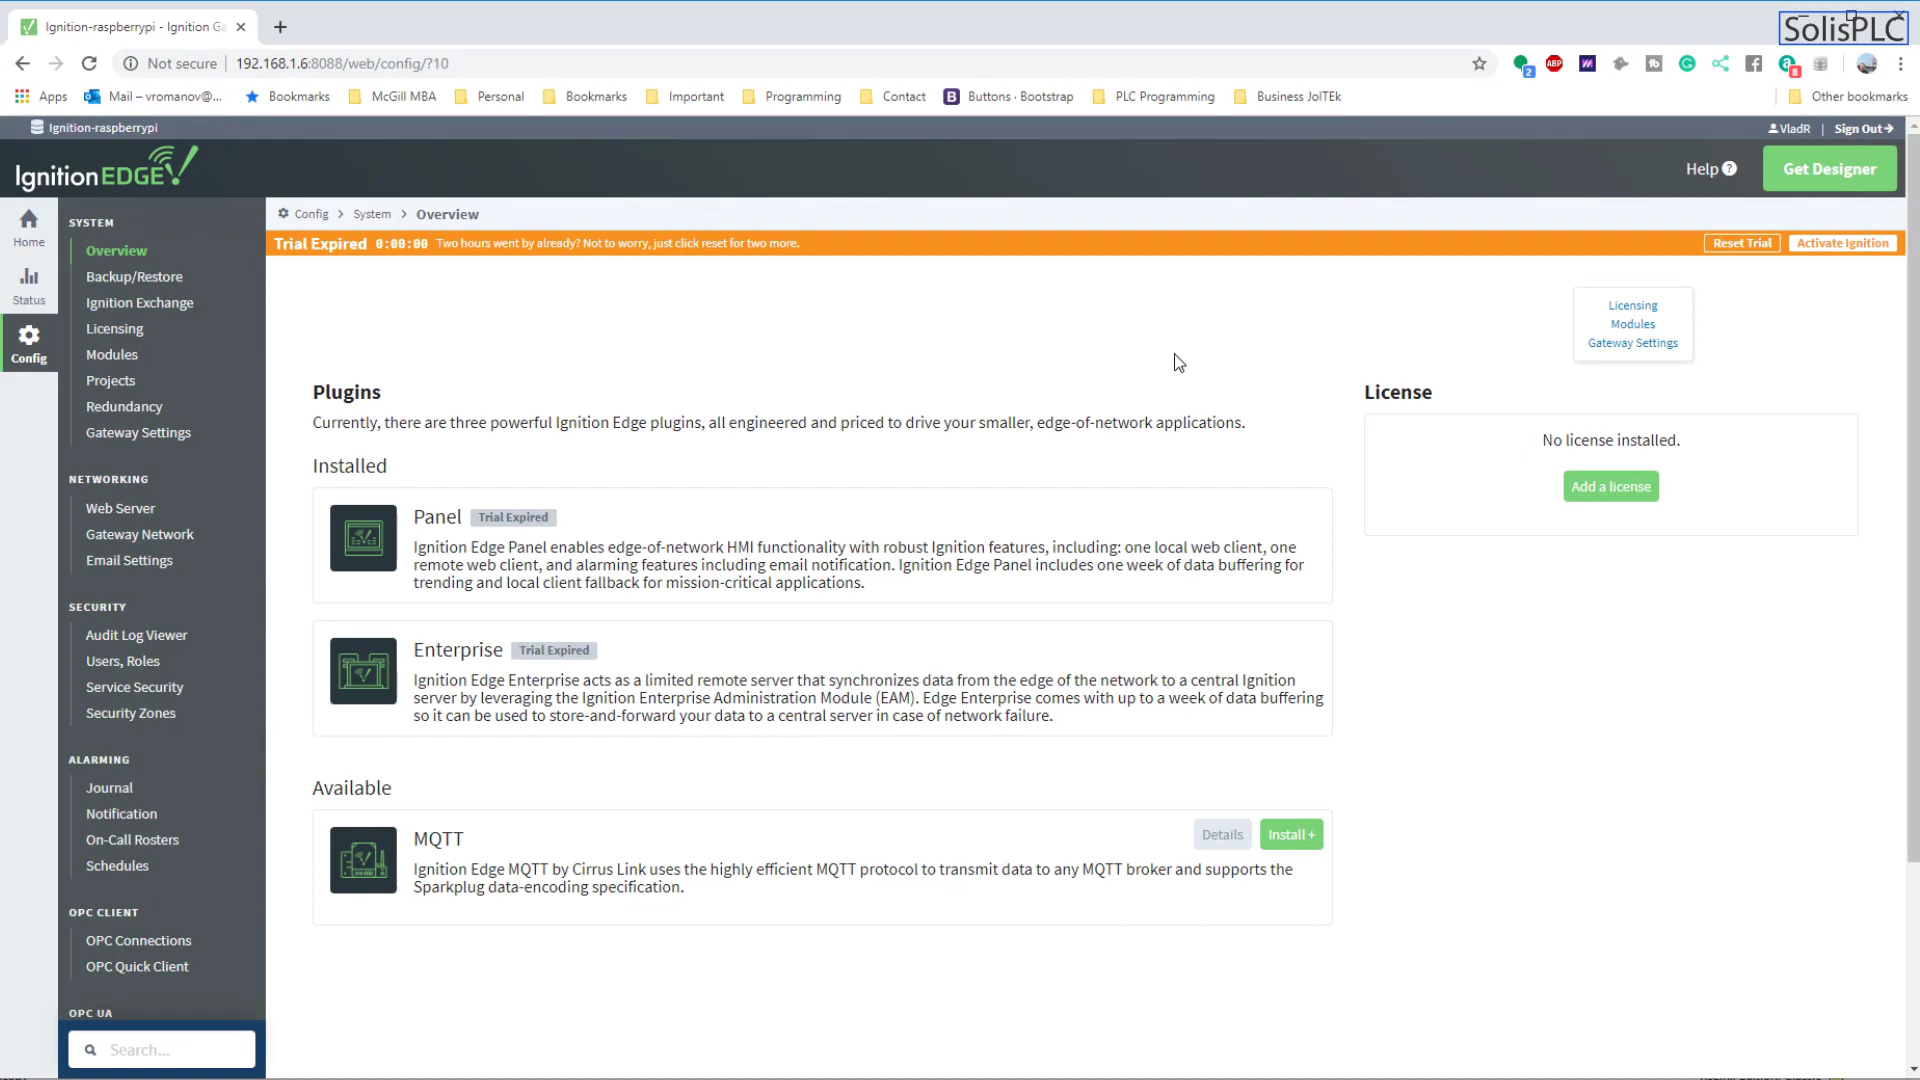 Ignition-raspberrypi - Ignition Ga
SolisPLC
Not secure 192.168.1.6:8088/web/config/?10
ABP
2
8
Apps Mail – vromanov@... Bookmarks McGill MBA Personal Bookmarks Important Programming Contact Buttons · Bootstrap PLC Programming Business JolTEk Other bookmarks
Ignition-raspberrypi
VladR | Sign Out
Ignition EDGE!
Help ?
Get Designer
Home
Status
Config
SYSTEM
Overview
Backup/Restore
Ignition Exchange
Licensing
Modules
Projects
Redundancy
Gateway Settings
NETWORKING
Web Server
Gateway Network
Email Settings
SECURITY
Audit Log Viewer
Users, Roles
Service Security
Security Zones
ALARMING
Journal
Notification
On-Call Rosters
Schedules
OPC CLIENT
OPC Connections
OPC Quick Client
OPC UA
Search...
Config > System > Overview
Trial Expired 0:00:00 Two hours went by already? Not to worry, just click reset for two more.
Reset Trial
Activate Ignition
Licensing
Modules
Gateway Settings
Plugins
Currently, there are three powerful Ignition Edge plugins, all engineered and priced to drive your smaller, edge-of-network applications.
Installed
Panel Trial Expired
Ignition Edge Panel enables edge-of-network HMI functionality with robust Ignition features, including: one local web client, one
remote web client, and alarming features including email notification. Ignition Edge Panel includes one week of data buffering for
trending and local client fallback for mission-critical applications.
Enterprise Trial Expired
Ignition Edge Enterprise acts as a limited remote server that synchronizes data from the edge of the network to a central Ignition
server by leveraging the Ignition Enterprise Administration Module (EAM). Edge Enterprise comes with up to a week of data buffering
so it can be used to store-and-forward your data to a central server in case of network failure.
Available
MQTT
Details
Install +
Ignition Edge MQTT by Cirrus Link uses the highly efficient MQTT protocol to transmit data to any MQTT broker and supports the
Sparkplug data-encoding specification.
License
No license installed.
Add a license